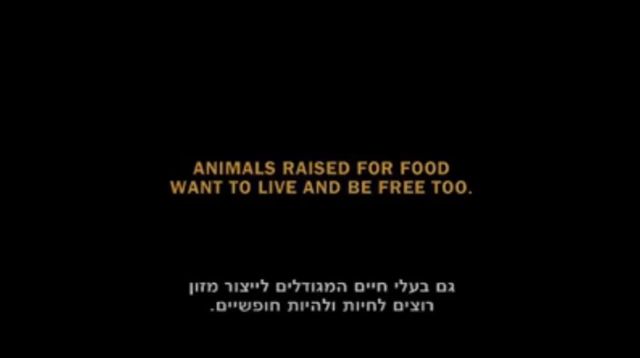 ANIMALS RAISED FOR FOOD
WANT TO LIVE AND BE FREE TOO.
גם בעלי חיים המגודלים לייצור מזון
רוצים לחיות ולהיות חופשיים.